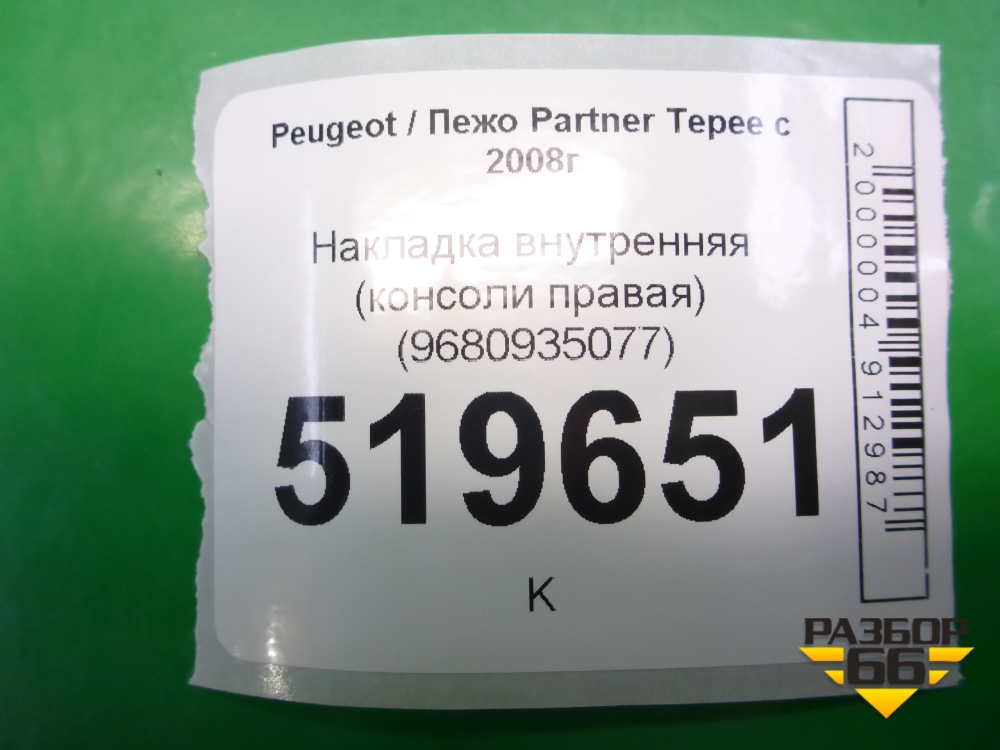 Peugeot / Пежо Partner Tepee с
2008г
Накладка внутренняя
(консоли правая)
(9680935077)
519651
К
2000004912987
РАЗБОР
66